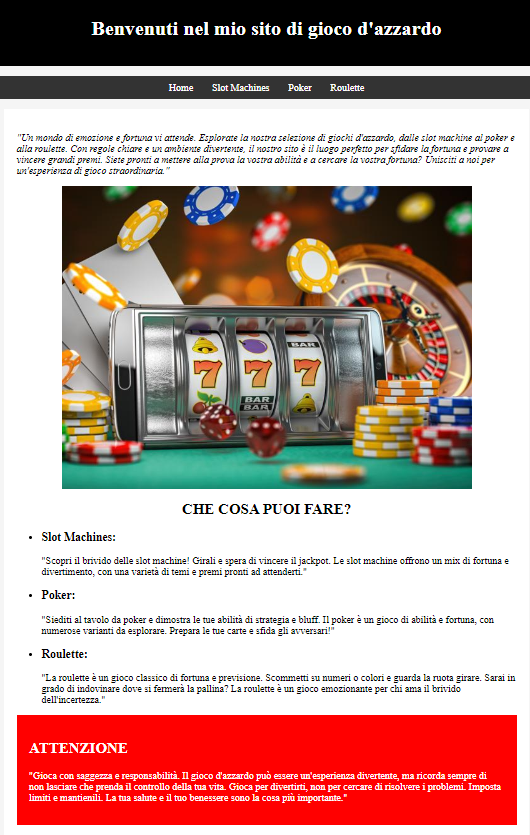 Benvenuti nel mio sito di gioco d'azzardo
Home Slot Machines Poker Roulette
"Un mondo di emozione e fortuna vi attende. Esplorate la nostra selezione di giochi d'azzardo, dalle slot machine al poker e
alla roulette. Con regole chiare e un ambiente divertente, il nostro sito è il luogo perfetto per sfidare la fortuna e provare a
vincere grandi premi. Siete pronti a mettere alla prova la vostra abilità e a cercare la vostra fortuna? Unisciti a noi per
un'esperienza di gioco straordinaria."
BAR
7 7 7
BAR
BAR
CHE COSA PUOI FARE?
• Slot Machines:
"Scopri il brivido delle slot machine! Girali e spera di vincere il jackpot. Le slot machine offrono un mix di fortuna e
divertimento, con una varietà di temi e premi pronti ad attenderti."
• Poker:
"Siediti al tavolo da poker e dimostra le tue abilità di strategia e bluff. Il poker è un gioco di abilità e fortuna, con
numerose varianti da esplorare. Prepara le tue carte e sfida gli avversari!"
• Roulette:
"La roulette è un gioco classico di fortuna e previsione. Scommetti su numeri o colori e guarda la ruota girare. Sarai in
grado di indovinare dove si fermerà la pallina? La roulette è un gioco emozionante per chi ama il brivido
dell'incertezza."
ATTENZIONE
"Gioca con saggezza e responsabilità. Il gioco d'azzardo può essere un'esperienza divertente, ma ricorda sempre di
non lasciare che prenda il controllo della tua vita. Gioca per divertirti, non per cercare di risolvere i problemi. Imposta
limiti e mantienili. La tua salute e il tuo benessere sono la cosa più importante."